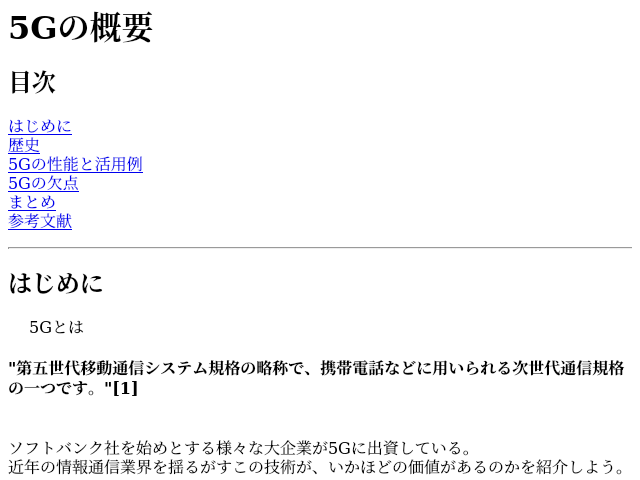 5Gの概要
目次
はじめに
歴史
5Gの性能と活用例
5Gの欠点
まとめ
参考文献
はじめに
5Gとは
"第五世代移動通信システム規格の略称で、携帯電話などに用いられる次世代通信規格
の一つです。"[1]
ソフトバンク社を始めとする様々な大企業が5Gに出資している。
近年の情報通信業界を揺るがすこの技術が、いかほどの価値があるのかを紹介しよう。